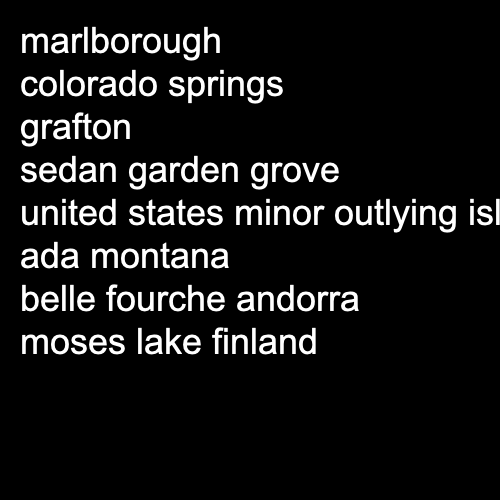 marlborough
colorado springs
grafton
sedan garden grove
united states minor outlying isl
ada montana
belle fourche andorra
moses lake finland